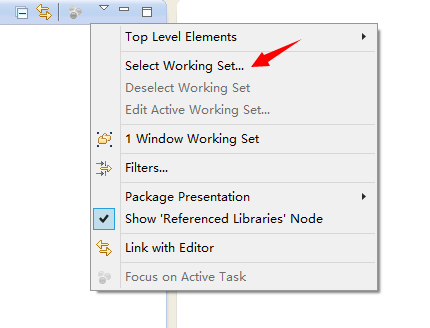 Top Level Elements
Select Working Set...
Deselect Working Set
Edit Active Working Set...
1 Window Working Set
Filters...
Package Presentation
Show 'Referenced Libraries' Node
Link with Editor
Focus on Active Task